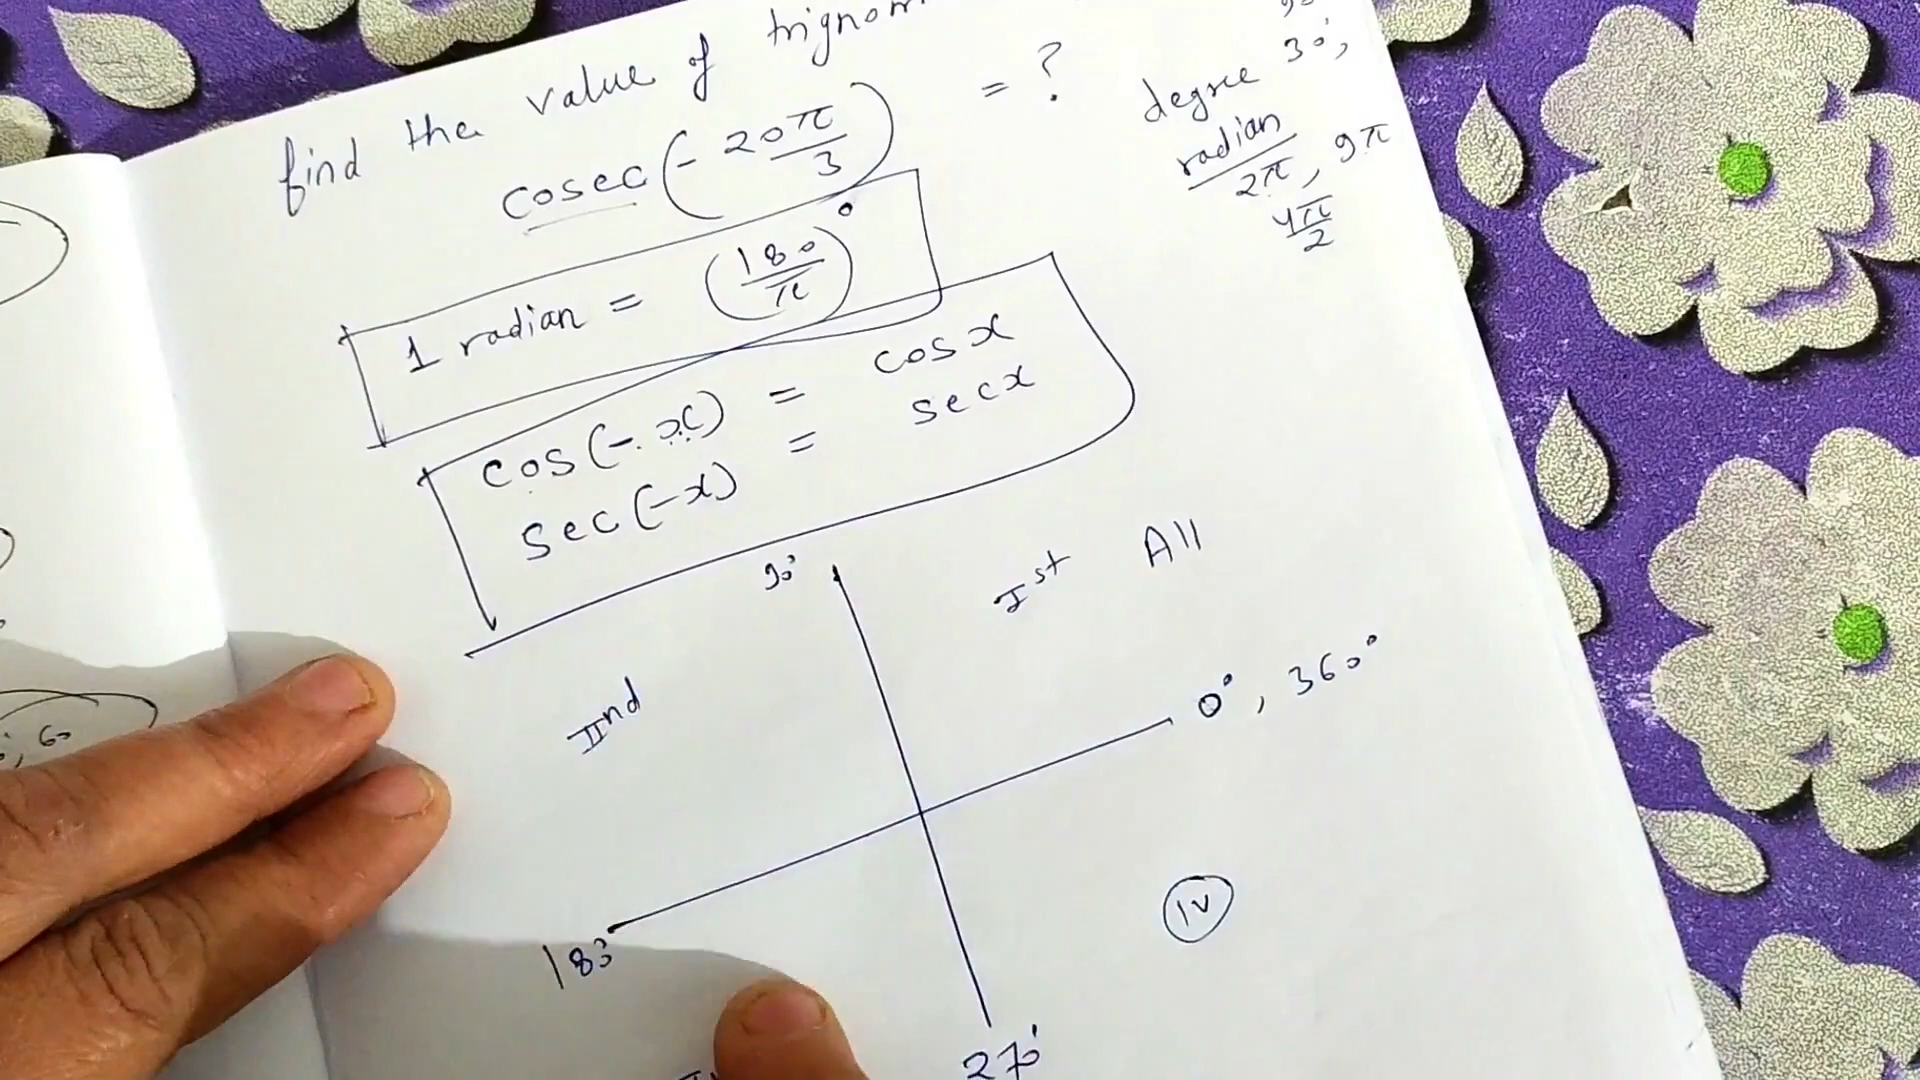 find the value of
cosec (- 20π/3) = ?
degree 30°,
radian
2π, 9π
4π/2
1 radian = (180/π)°
cos(-x) = cos x
sec(-x) = sec x
90°
Ist All
IInd
0°, 360°
180°
IV
270°